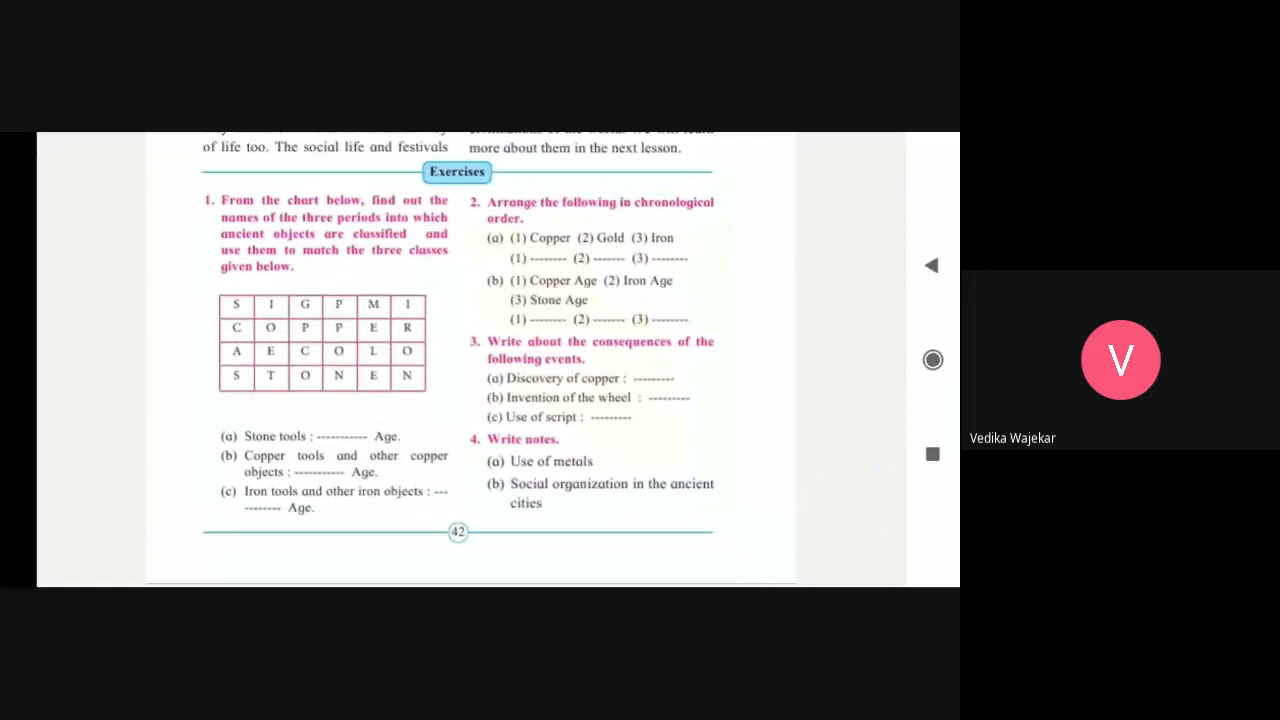 of life too. The social life and festivals
more about them in the next lesson.
Exercises
1. From the chart below, find out the
names of the three periods into which
ancient objects are classified and
use them to match the three classes
given below.
S I G P M I
C O P P E R
A E C O L O
S T O N E N
(a) Stone tools : ----------- Age.
(b) Copper tools and other copper
objects : ----------- Age.
(c) Iron tools and other iron objects : ---
-------- Age.
2. Arrange the following in chronological
order.
(a) (1) Copper (2) Gold (3) Iron
(1) -------- (2) ------- (3) --------
(b) (1) Copper Age (2) Iron Age
(3) Stone Age
(1) -------- (2) ------- (3) --------
3. Write about the consequences of the
following events.
(a) Discovery of copper : ---------
(b) Invention of the wheel : ---------
(c) Use of script : ---------
4. Write notes.
(a) Use of metals
(b) Social organization in the ancient
cities
42
V
Vedika Wajekar